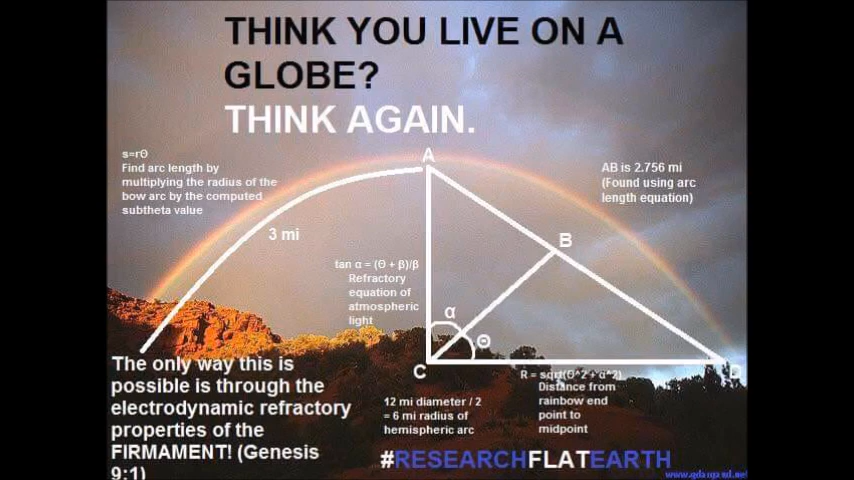 THINK YOU LIVE ON A
GLOBE?
THINK AGAIN.
s=rΘ
Find arc length by
multiplying the radius of the
bow arc by the computed
subtheta value
A
AB is 2.756 mi
(Found using arc
length equation)
3 mi
B
tan α = (Θ + β)/β
Refractory
equation of
atmospheric
light
α
Θ
C
D
The only way this is
possible is through the
electrodynamic refractory
properties of the
FIRMAMENT! (Genesis
9:1)
12 mi diameter / 2
= 6 mi radius of
hemispheric arc
R = sqrt(Θ^2 + α^2)
Distance from
rainbow end
point to
midpoint
#RESEARCHFLATEARTH